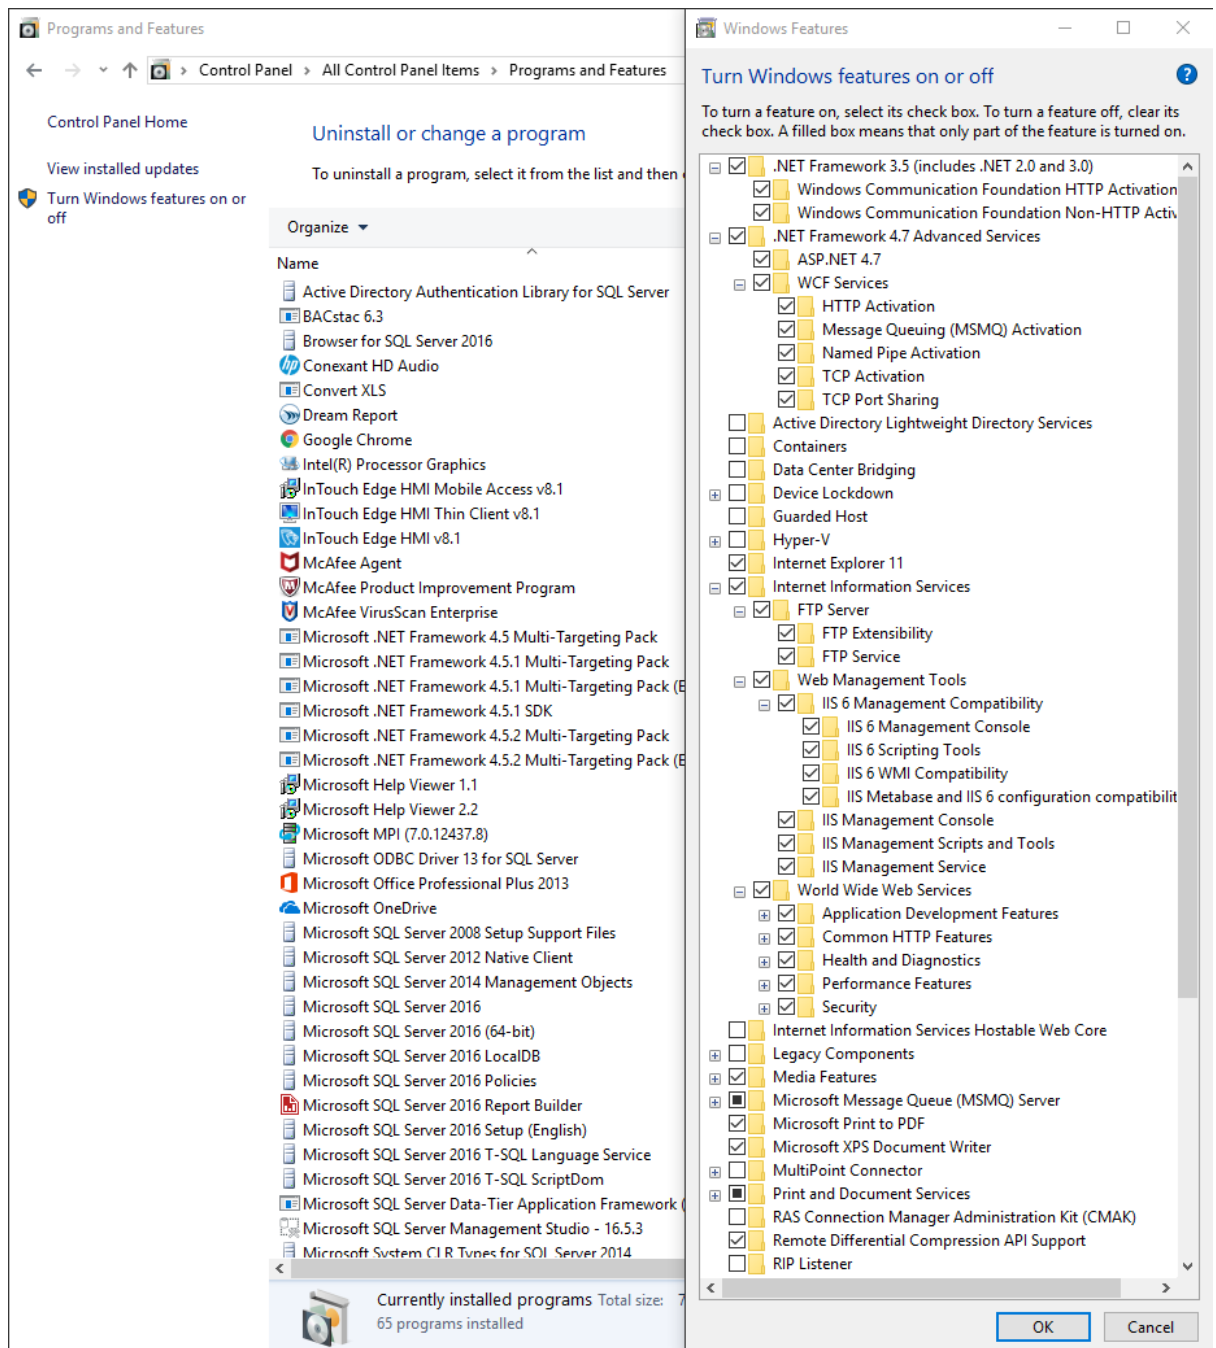 Programs and Features
Control Panel > All Control Panel Items > Programs and Features
Control Panel Home
View installed updates
Turn Windows features on or
off
Uninstall or change a program
To uninstall a program, select it from the list and then
Organize
Name
Active Directory Authentication Library for SQL Server
BACstac 6.3
Browser for SQL Server 2016
Conexant HD Audio
Convert XLS
Dream Report
Google Chrome
Intel(R) Processor Graphics
InTouch Edge HMI Mobile Access v8.1
InTouch Edge HMI Thin Client v8.1
InTouch Edge HMI v8.1
McAfee Agent
McAfee Product Improvement Program
McAfee VirusScan Enterprise
Microsoft .NET Framework 4.5 Multi-Targeting Pack
Microsoft .NET Framework 4.5.1 Multi-Targeting Pack
Microsoft .NET Framework 4.5.1 Multi-Targeting Pack (E
Microsoft .NET Framework 4.5.1 SDK
Microsoft .NET Framework 4.5.2 Multi-Targeting Pack
Microsoft .NET Framework 4.5.2 Multi-Targeting Pack (E
Microsoft Help Viewer 1.1
Microsoft Help Viewer 2.2
Microsoft MPI (7.0.12437.8)
Microsoft ODBC Driver 13 for SQL Server
Microsoft Office Professional Plus 2013
Microsoft OneDrive
Microsoft SQL Server 2008 Setup Support Files
Microsoft SQL Server 2012 Native Client
Microsoft SQL Server 2014 Management Objects
Microsoft SQL Server 2016
Microsoft SQL Server 2016 (64-bit)
Microsoft SQL Server 2016 LocalDB
Microsoft SQL Server 2016 Policies
Microsoft SQL Server 2016 Report Builder
Microsoft SQL Server 2016 Setup (English)
Microsoft SQL Server 2016 T-SQL Language Service
Microsoft SQL Server 2016 T-SQL ScriptDom
Microsoft SQL Server Data-Tier Application Framework (
Microsoft SQL Server Management Studio - 16.5.3
Microsoft System CLR Types for SQL Server 2014
Currently installed programs Total size: 7
65 programs installed
Windows Features
Turn Windows features on or off
To turn a feature on, select its check box. To turn a feature off, clear its
check box. A filled box means that only part of the feature is turned on.
.NET Framework 3.5 (includes .NET 2.0 and 3.0)
Windows Communication Foundation HTTP Activation
Windows Communication Foundation Non-HTTP Activ
.NET Framework 4.7 Advanced Services
ASP.NET 4.7
WCF Services
HTTP Activation
Message Queuing (MSMQ) Activation
Named Pipe Activation
TCP Activation
TCP Port Sharing
Active Directory Lightweight Directory Services
Containers
Data Center Bridging
Device Lockdown
Guarded Host
Hyper-V
Internet Explorer 11
Internet Information Services
FTP Server
FTP Extensibility
FTP Service
Web Management Tools
IIS 6 Management Compatibility
IIS 6 Management Console
IIS 6 Scripting Tools
IIS 6 WMI Compatibility
IIS Metabase and IIS 6 configuration compatibilit
IIS Management Console
IIS Management Scripts and Tools
IIS Management Service
World Wide Web Services
Application Development Features
Common HTTP Features
Health and Diagnostics
Performance Features
Security
Internet Information Services Hostable Web Core
Legacy Components
Media Features
Microsoft Message Queue (MSMQ) Server
Microsoft Print to PDF
Microsoft XPS Document Writer
MultiPoint Connector
Print and Document Services
RAS Connection Manager Administration Kit (CMAK)
Remote Differential Compression API Support
RIP Listener
OK
Cancel